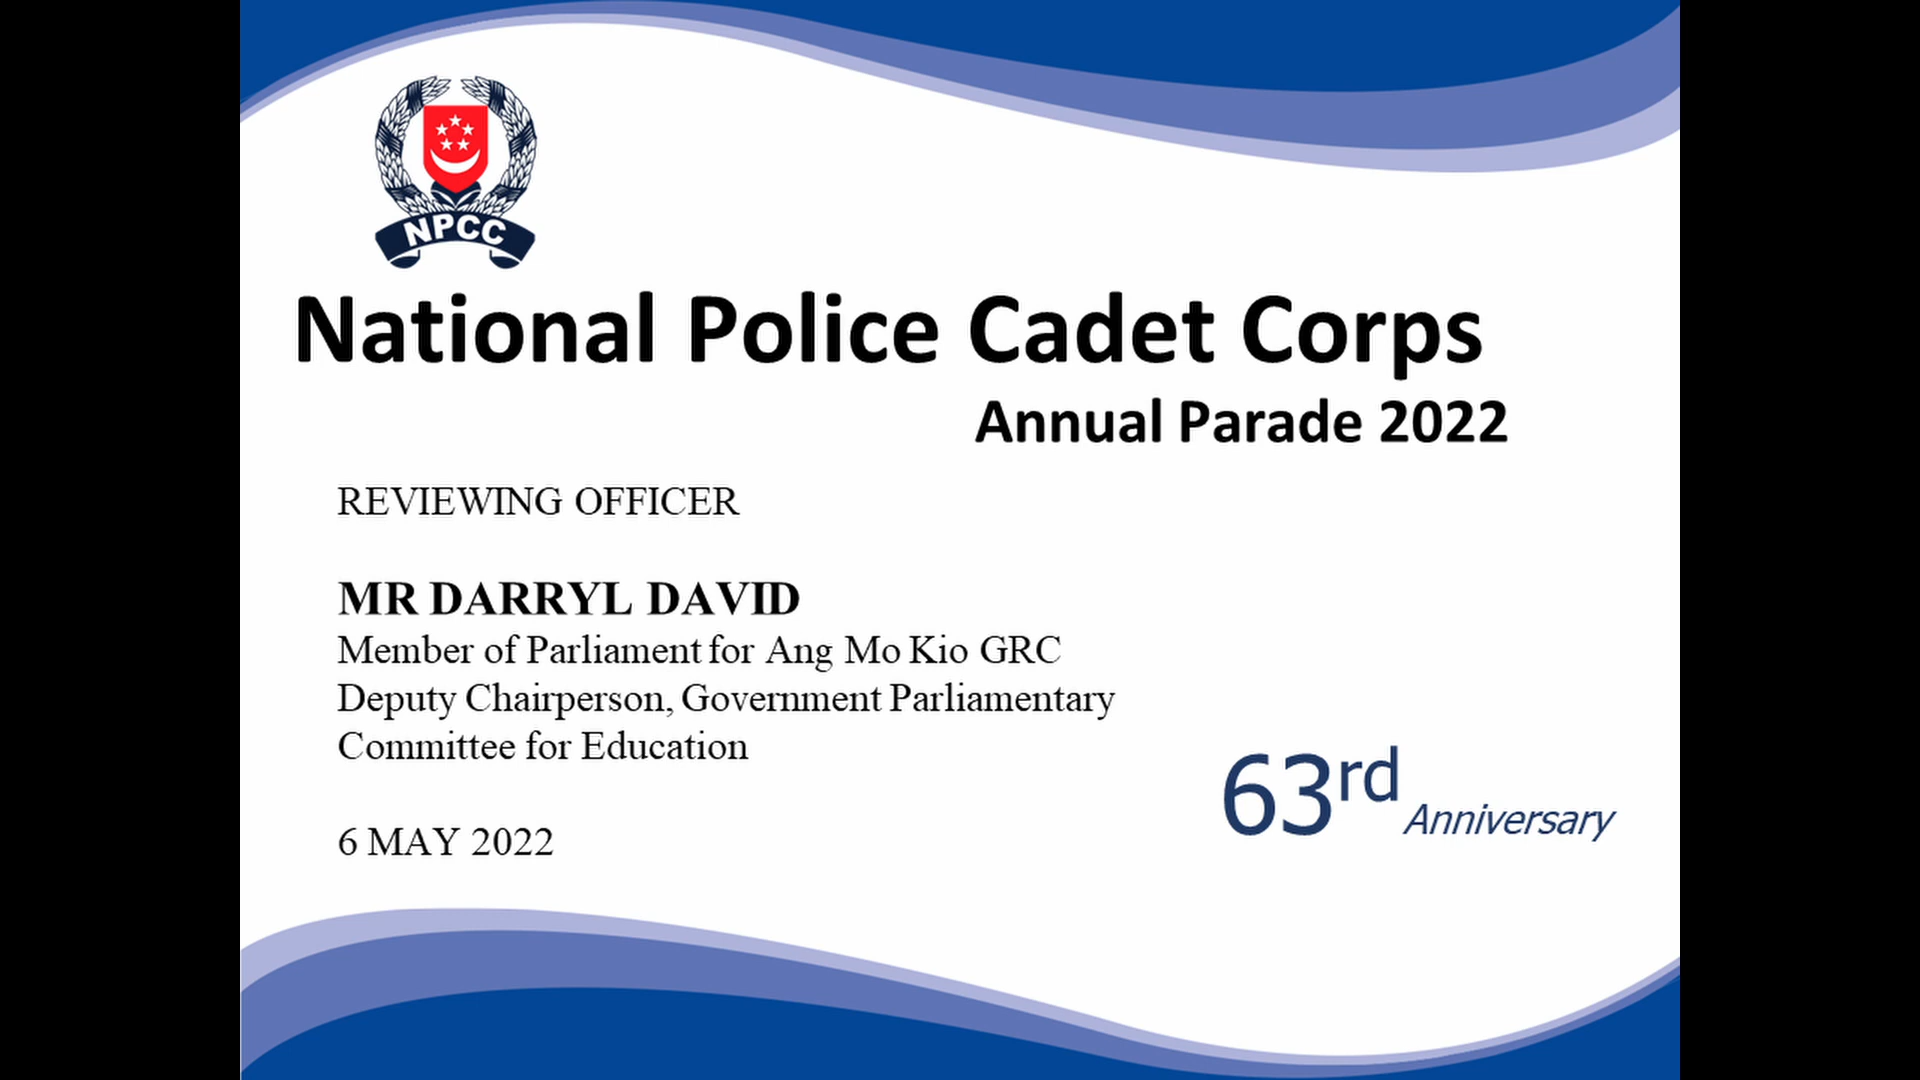 NPCC
National Police Cadet Corps
Annual Parade 2022
REVIEWING OFFICER
MR DARRYL DAVID
Member of Parliament for Ang Mo Kio GRC
Deputy Chairperson, Government Parliamentary
Committee for Education
63rd Anniversary
6 MAY 2022